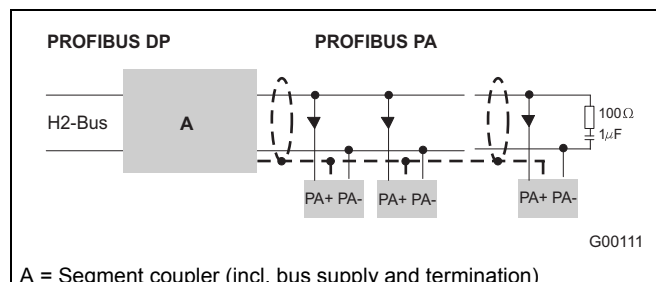 PROFIBUS DP PROFIBUS PA
H2-Bus A 100Ω
1µF
PA+ PA- PA+ PA- PA+ PA-
G00111
A = Segment coupler (incl. bus supply and termination)